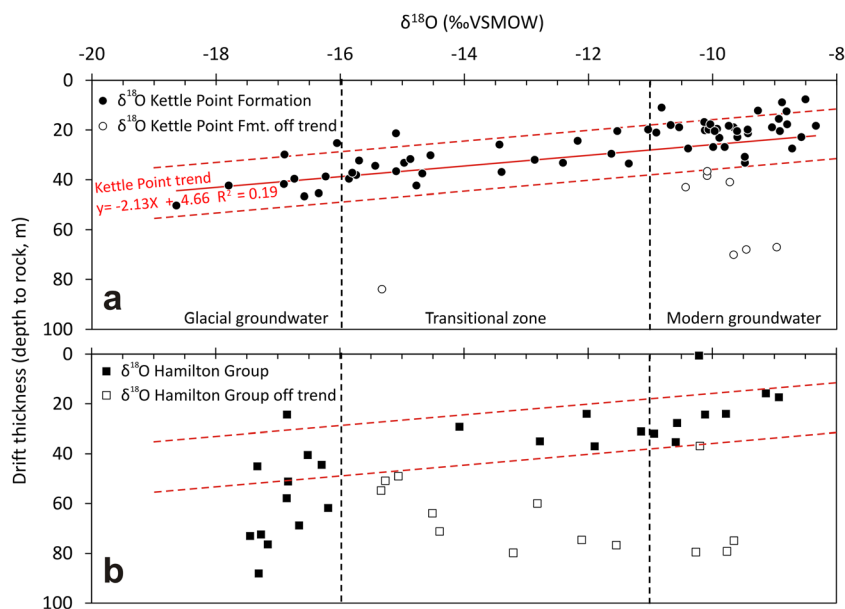 δ¹⁸O (‰VSMOW)
-20 -18 -16 -14 -12 -10 -8
0
20
40
60
80
100
δ¹⁸O Kettle Point Formation
δ¹⁸O Kettle Point Fmt. off trend
Kettle Point trend
y= -2.13X + 4.66 R² = 0.19
a
Glacial groundwater Transitional zone Modern groundwater
Drift thickness (depth to rock, m)
0
20
40
60
80
100
δ¹⁸O Hamilton Group
δ¹⁸O Hamilton Group off trend
b